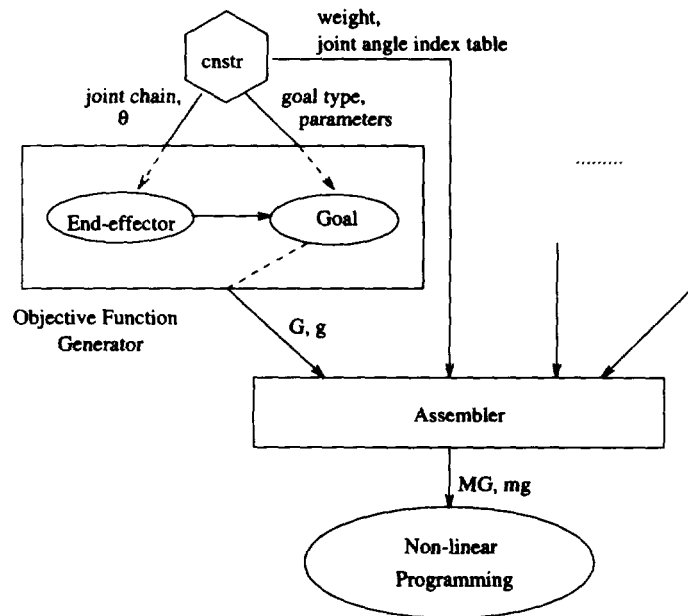 weight,
joint angle index table
cnstr
joint chain,
θ
goal type,
parameters
..........
End-effector
Goal
Objective Function
Generator
G, g
Assembler
MG, mg
Non-linear
Programming